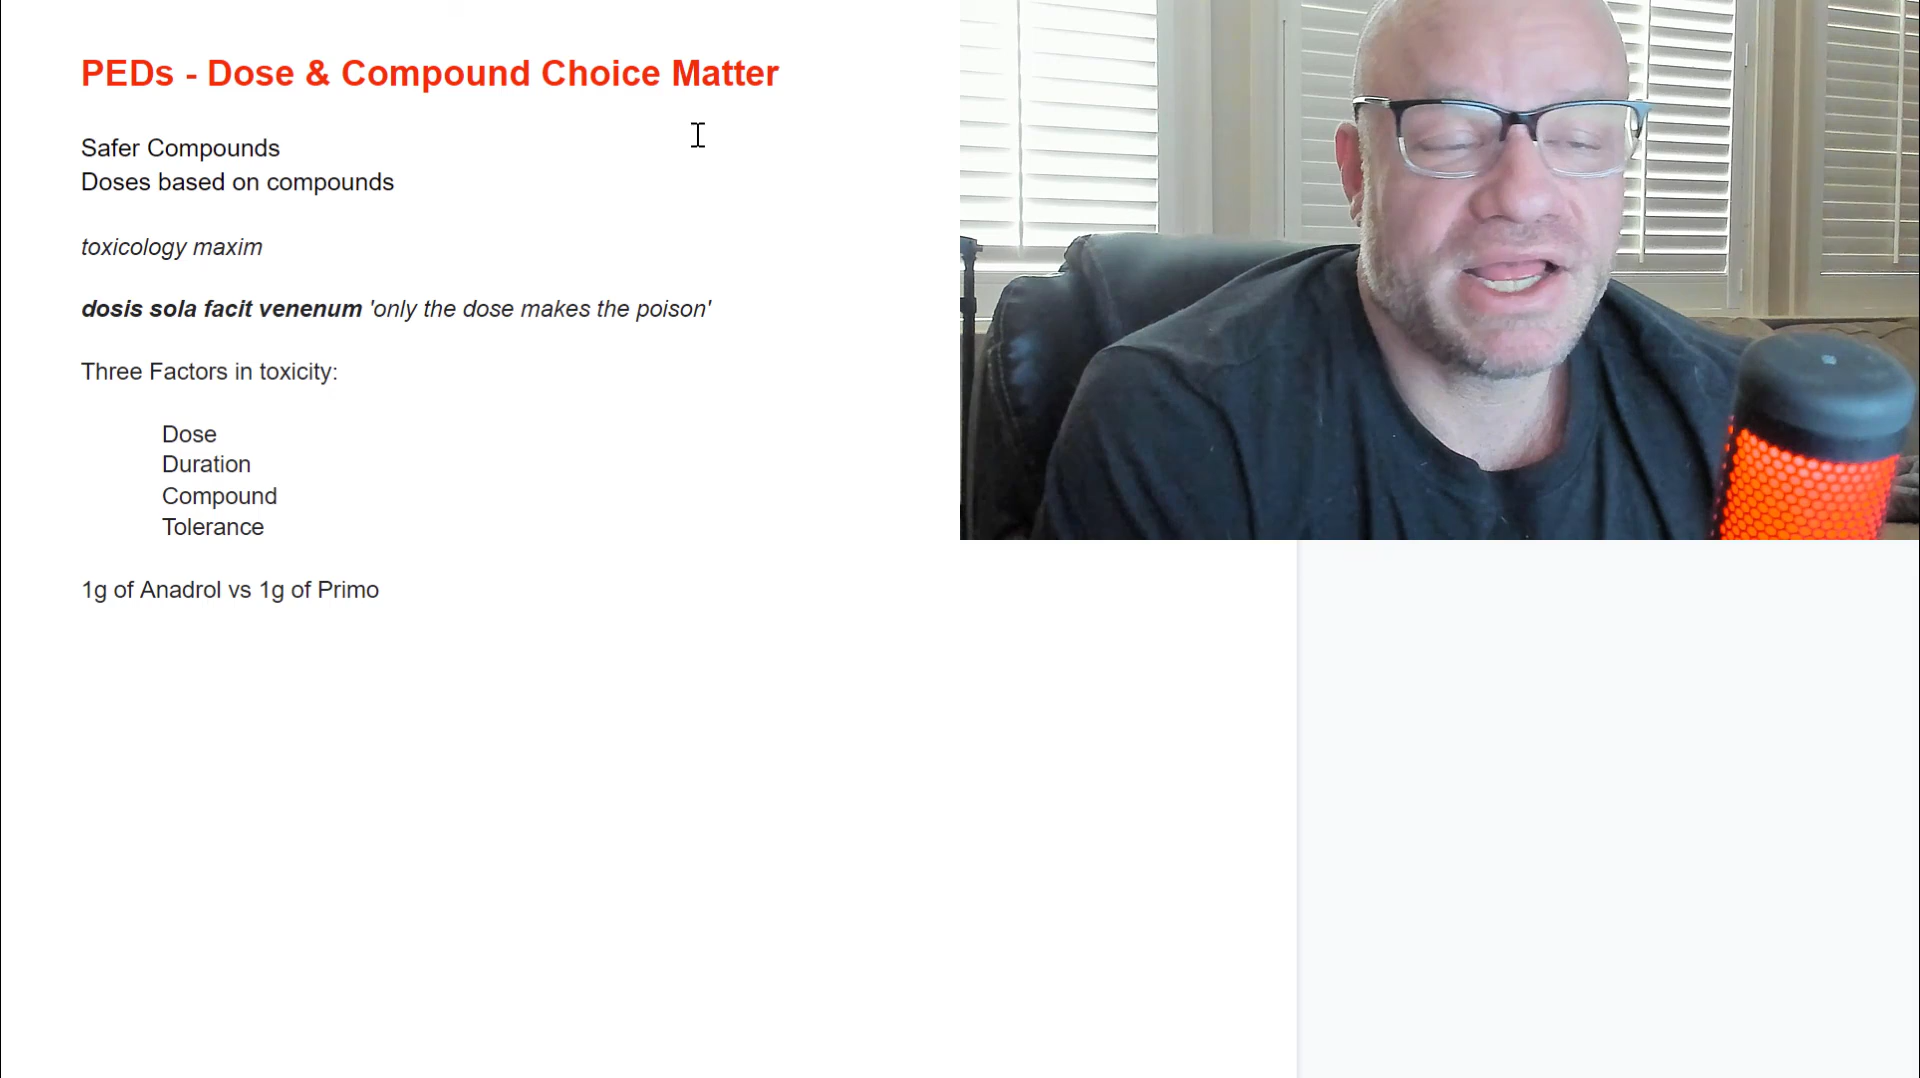 PEDs - Dose & Compound Choice Matter
Safer Compounds
Doses based on compounds
toxicology maxim
dosis sola facit venenum 'only the dose makes the poison'
Three Factors in toxicity:
Dose
Duration
Compound
Tolerance
1g of Anadrol vs 1g of Primo